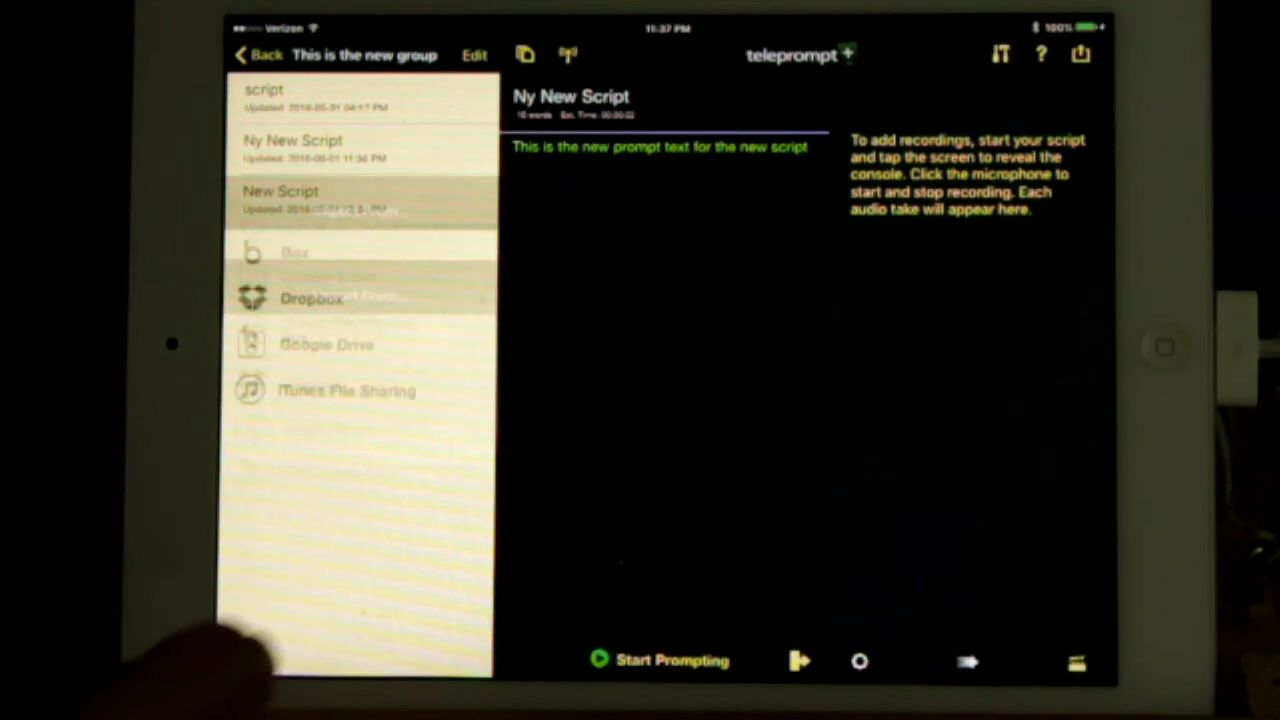 Verizon
11:37 PM
100%
Back
This is the new group
Edit
teleprompt+
?
script
Updated: 2016-05-31 04:17 PM
Ny New Script
Updated: 2016-06-01 11:36 PM
New Script
Updated:
Box
Dropbox
Google Drive
iTunes File Sharing
Ny New Script
10 words Est. Time: 00:00:02
This is the new prompt text for the new script
To add recordings, start your script
and tap the screen to reveal the
console. Click the microphone to
start and stop recording. Each
audio take will appear here.
Start Prompting